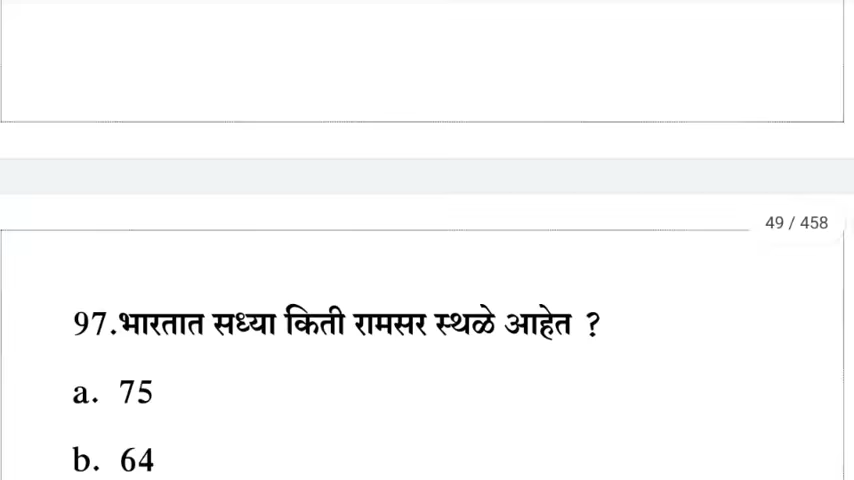 49 / 458
97.भारतात सध्या किती रामसर स्थळे आहेत ?
a. 75
b. 64